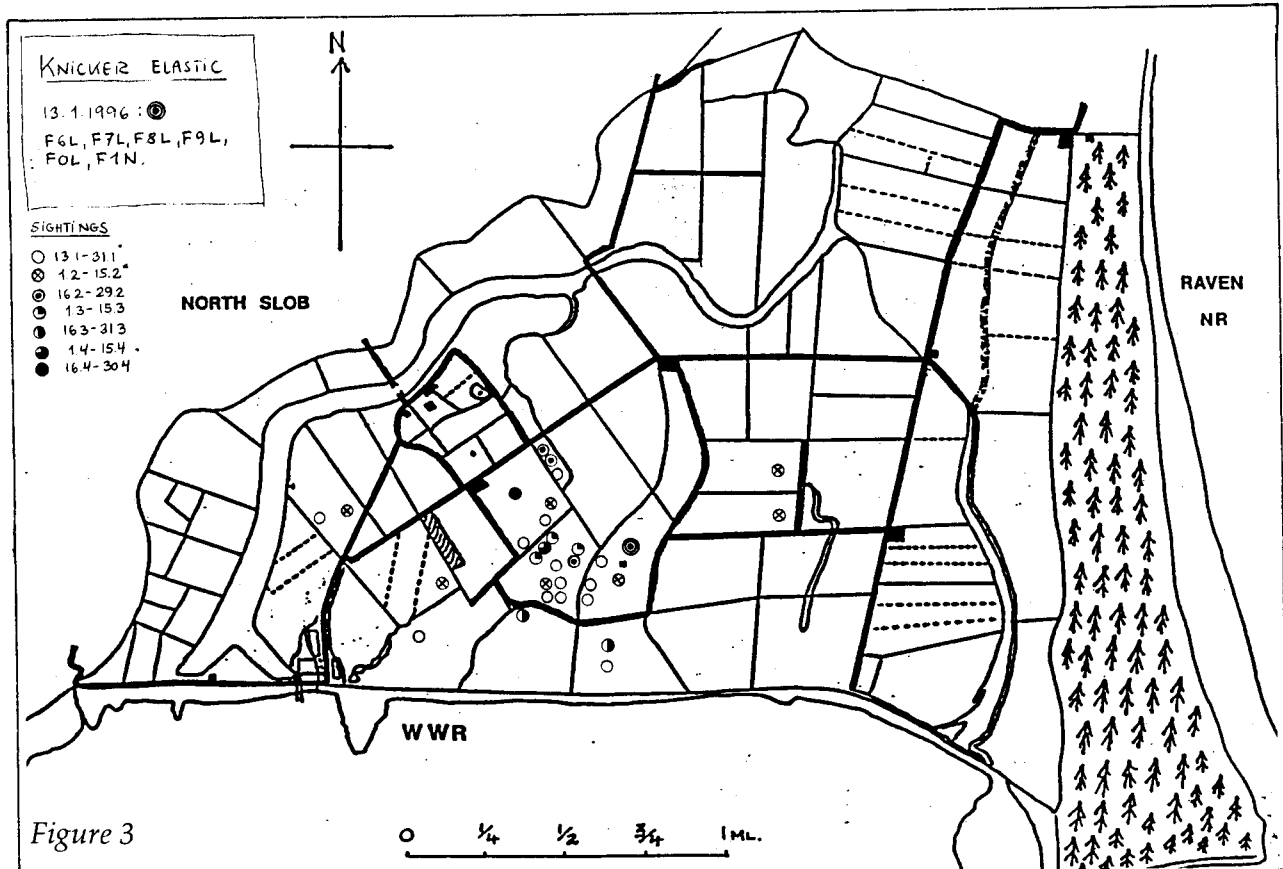 KNICKER ELASTIC
13.1.1996:
F6L, F7L, F8L, F9L,
F0L, F1N.
N
SIGHTINGS
13.1-31.1
1.2-15.2
16.2-29.2
1.3-15.3
16.3-31.3
1.4-15.4
16.4-30.4
NORTH SLOB
RAVEN
NR
WWR
Figure 3
0 1/4 1/2 3/4 1 ML.